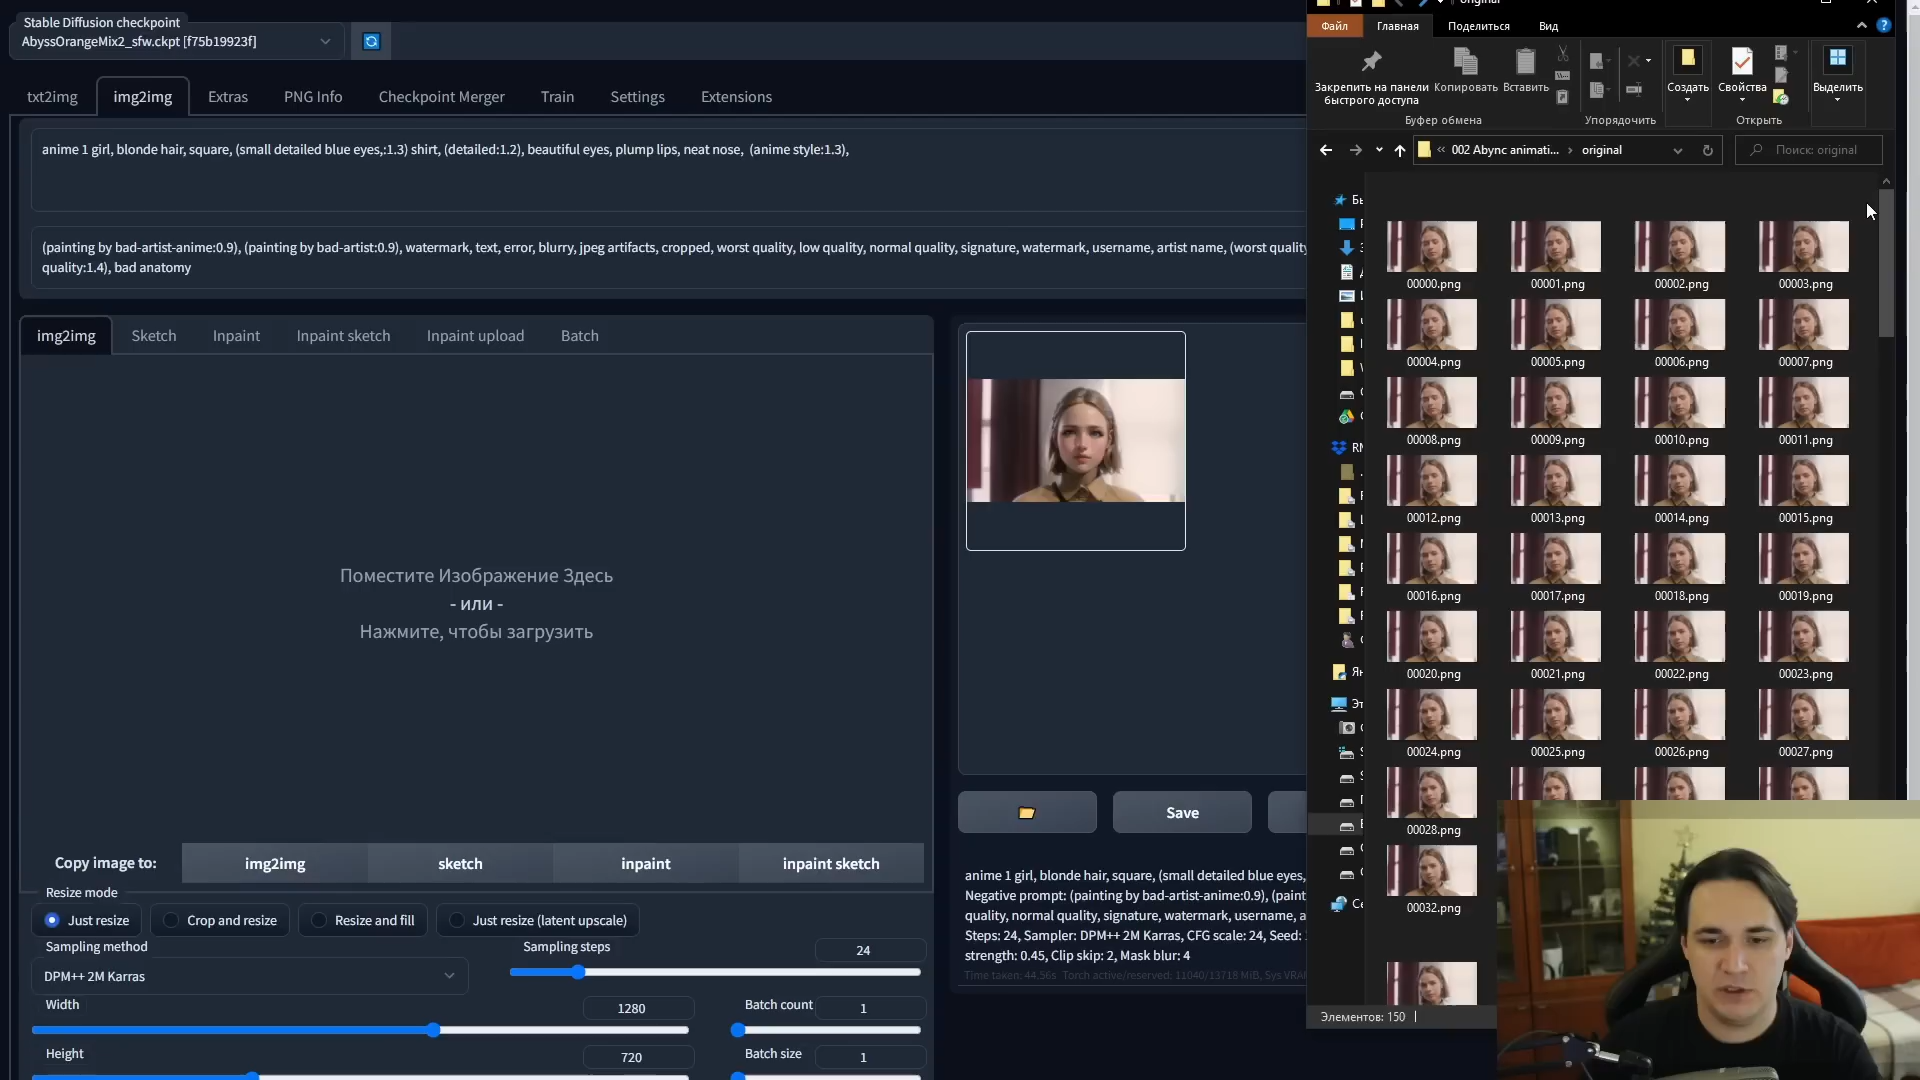 Stable Diffusion checkpoint
AbyssOrangeMix2_sfw.ckpt [f75b19923f]
txt2img
img2img
Extras
PNG Info
Checkpoint Merger
Train
Settings
Extensions
anime 1 girl, blonde hair, square, (small detailed blue eyes,:1.3) shirt, (detailed:1.2), beautiful eyes, plump lips, neat nose, (anime style:1.3),
(painting by bad-artist-anime:0.9), (painting by bad-artist:0.9), watermark, text, error, blurry, jpeg artifacts, cropped, worst quality, low quality, normal quality, signature, watermark, username, artist name, (worst quality
quality:1.4), bad anatomy
img2img
Sketch
Inpaint
Inpaint sketch
Inpaint upload
Batch
Поместите Изображение Здесь
- или -
Нажмите, чтобы загрузить
Copy image to:
img2img
sketch
inpaint
inpaint sketch
Resize mode
Just resize
Crop and resize
Resize and fill
Just resize (latent upscale)
Sampling method
DPM++ 2M Karras
Sampling steps
24
Width
1280
Batch count
1
Height
720
Batch size
1
Save
anime 1 girl, blonde hair, square, (small detailed blue eyes,
Negative prompt: (painting by bad-artist-anime:0.9), (paint
quality, normal quality, signature, watermark, username, a
Steps: 24, Sampler: DPM++ 2M Karras, CFG scale: 24, Seed:
strength: 0.45, Clip skip: 2, Mask blur: 4
Time taken: 44.56s Torch active/reserved: 11040/13718 MiB, Sys VRA
original
Файл
Главная
Поделиться
Вид
Закрепить на панели
быстрого доступа
Копировать
Вставить
Создать
Свойства
Выделить
Буфер обмена
Упорядочить
Открыть
002 Abync animati...
original
Поиск: original
00000.png
00001.png
00002.png
00003.png
00004.png
00005.png
00006.png
00007.png
00008.png
00009.png
00010.png
00011.png
00012.png
00013.png
00014.png
00015.png
00016.png
00017.png
00018.png
00019.png
00020.png
00021.png
00022.png
00023.png
00024.png
00025.png
00026.png
00027.png
00028.png
00032.png
Элементов: 150